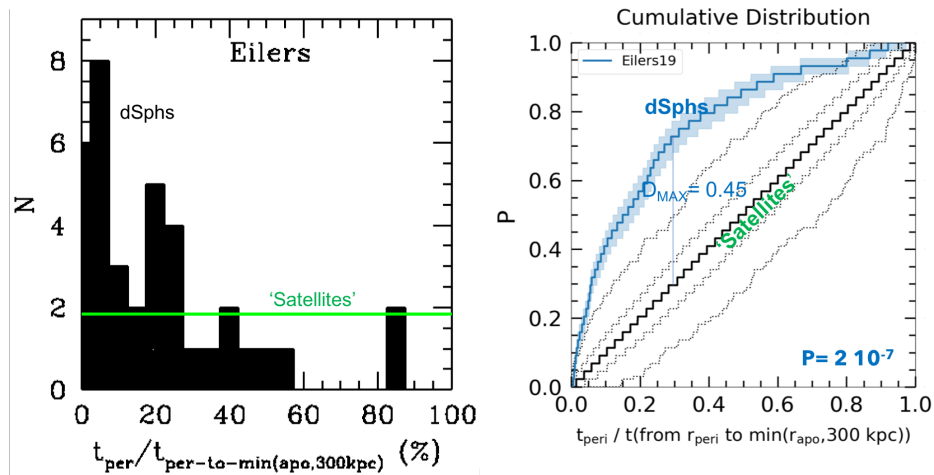 Eilers
dSphs
'Satellites'
N
8
6
4
2
0
0 20 40 60 80 100
t_per/t_per-to-min(apo,300kpc) (%)
Cumulative Distribution
Eilers19
dSphs
D_MAX = 0.45
'Satellites'
P= 2 10^-7
P
1.0
0.8
0.6
0.4
0.2
0.0
0.0 0.2 0.4 0.6 0.8 1.0
t_peri / t(from r_peri to min(r_apo,300 kpc))